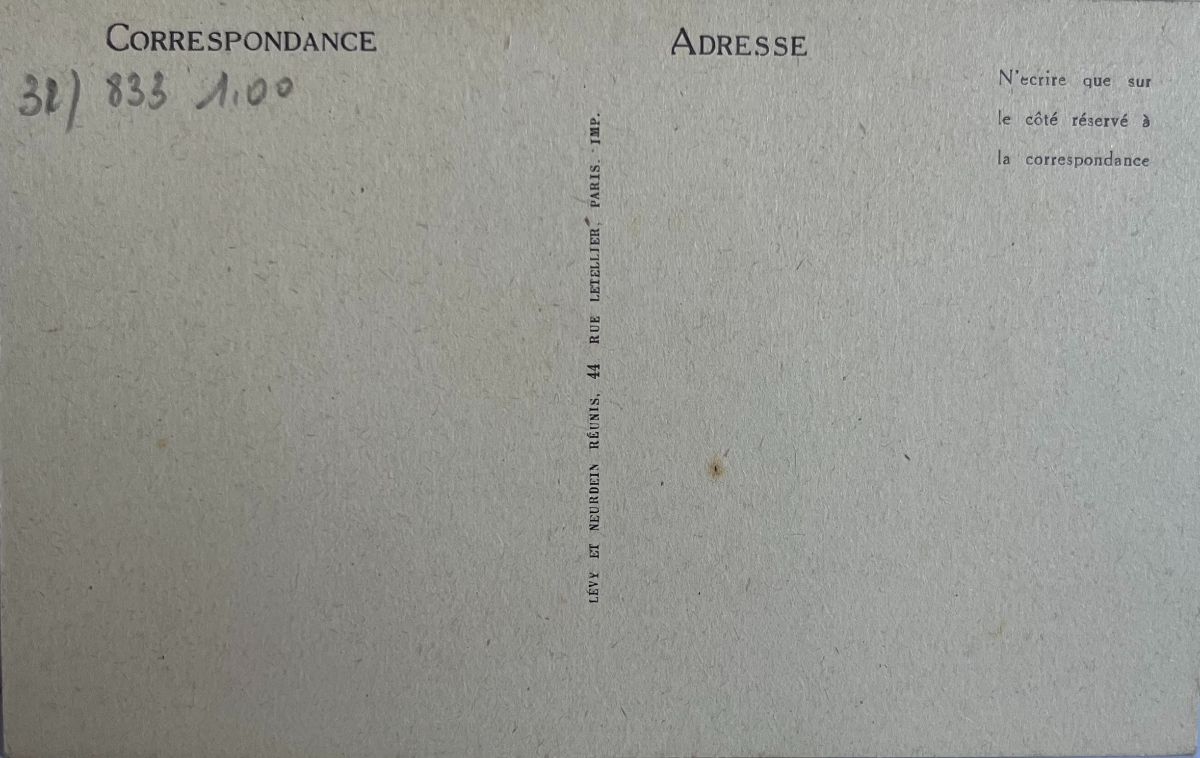 CORRESPONDANCE
32) 833 1.00
ADRESSE
N'ecrire que sur
le côté réservé à
la correspondance
LÉVY ET NEURDEIN RÉUNIS, 44 RUE LETELLIER, PARIS. IMP.